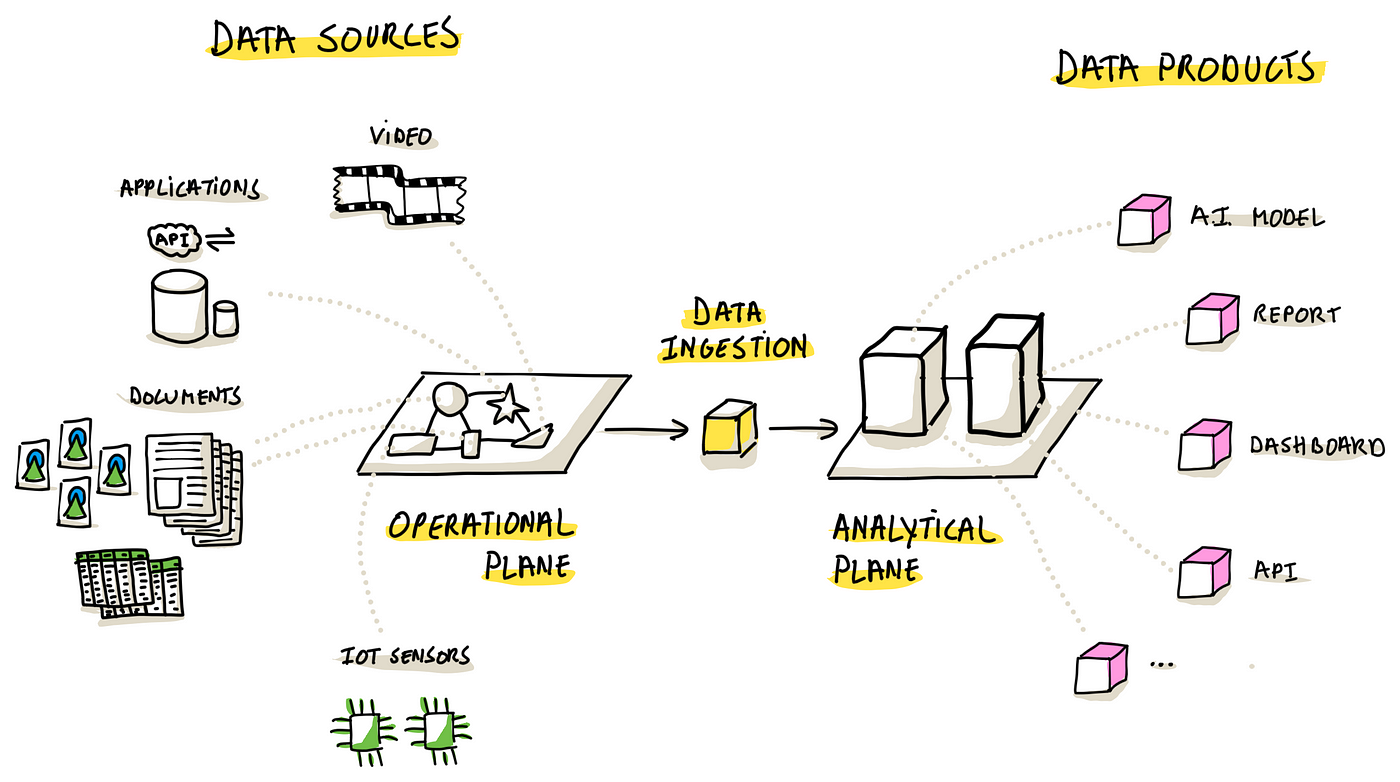 DATA SOURCES
DATA PRODUCTS
VIDEO
APPLICATIONS
API
DOCUMENTS
IOT SENSORS
OPERATIONAL
PLANE
DATA
INGESTION
ANALYTICAL
PLANE
A.I. MODEL
REPORT
DASHBOARD
API
...